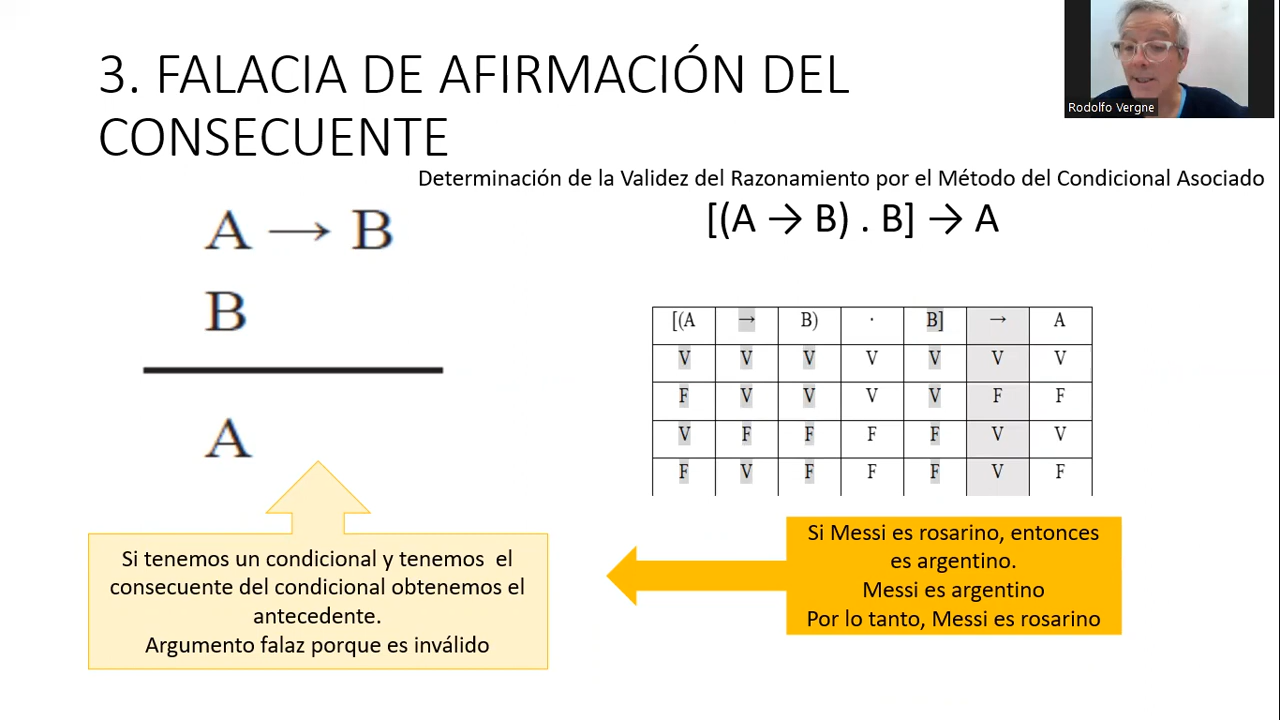 3. FALACIA DE AFIRMACIÓN DEL
CONSECUENTE
Rodolfo Vergne
Determinación de la Validez del Razonamiento por el Método del Condicional Asociado
[(A → B) . B] → A
A → B
B
A
[(A → B) · B] → A
V V V V V V V
F V V V V F F
V F F F F V V
F V F F F V F
Si tenemos un condicional y tenemos el
consecuente del condicional obtenemos el
antecedente.
Argumento falaz porque es inválido
Si Messi es rosarino, entonces
es argentino.
Messi es argentino
Por lo tanto, Messi es rosarino